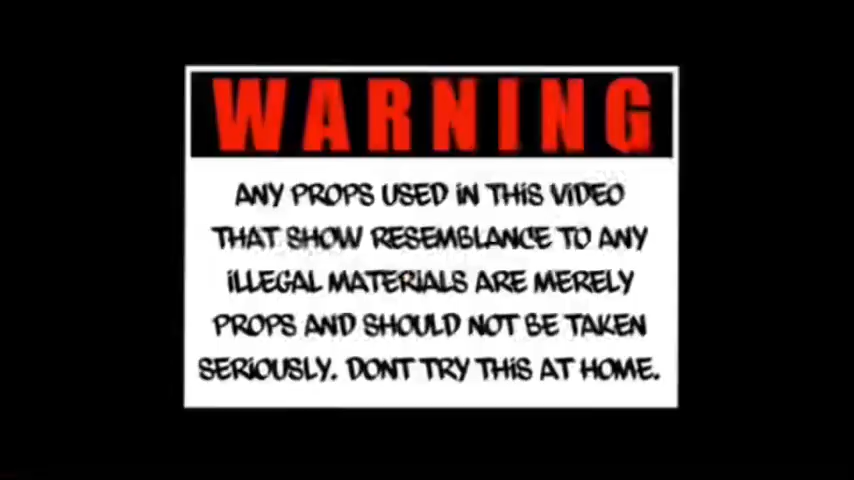 WARNING
ANY PROPS USED iN THiS ViDEO
THAT SHOW RESEMBLANCE TO ANY
iLLEGAL MATERiALS ARE MERELY
PROPS AND SHOULD NOT BE TAKEN
SERiOUSLY. DONT TRY THiS AT HOME.